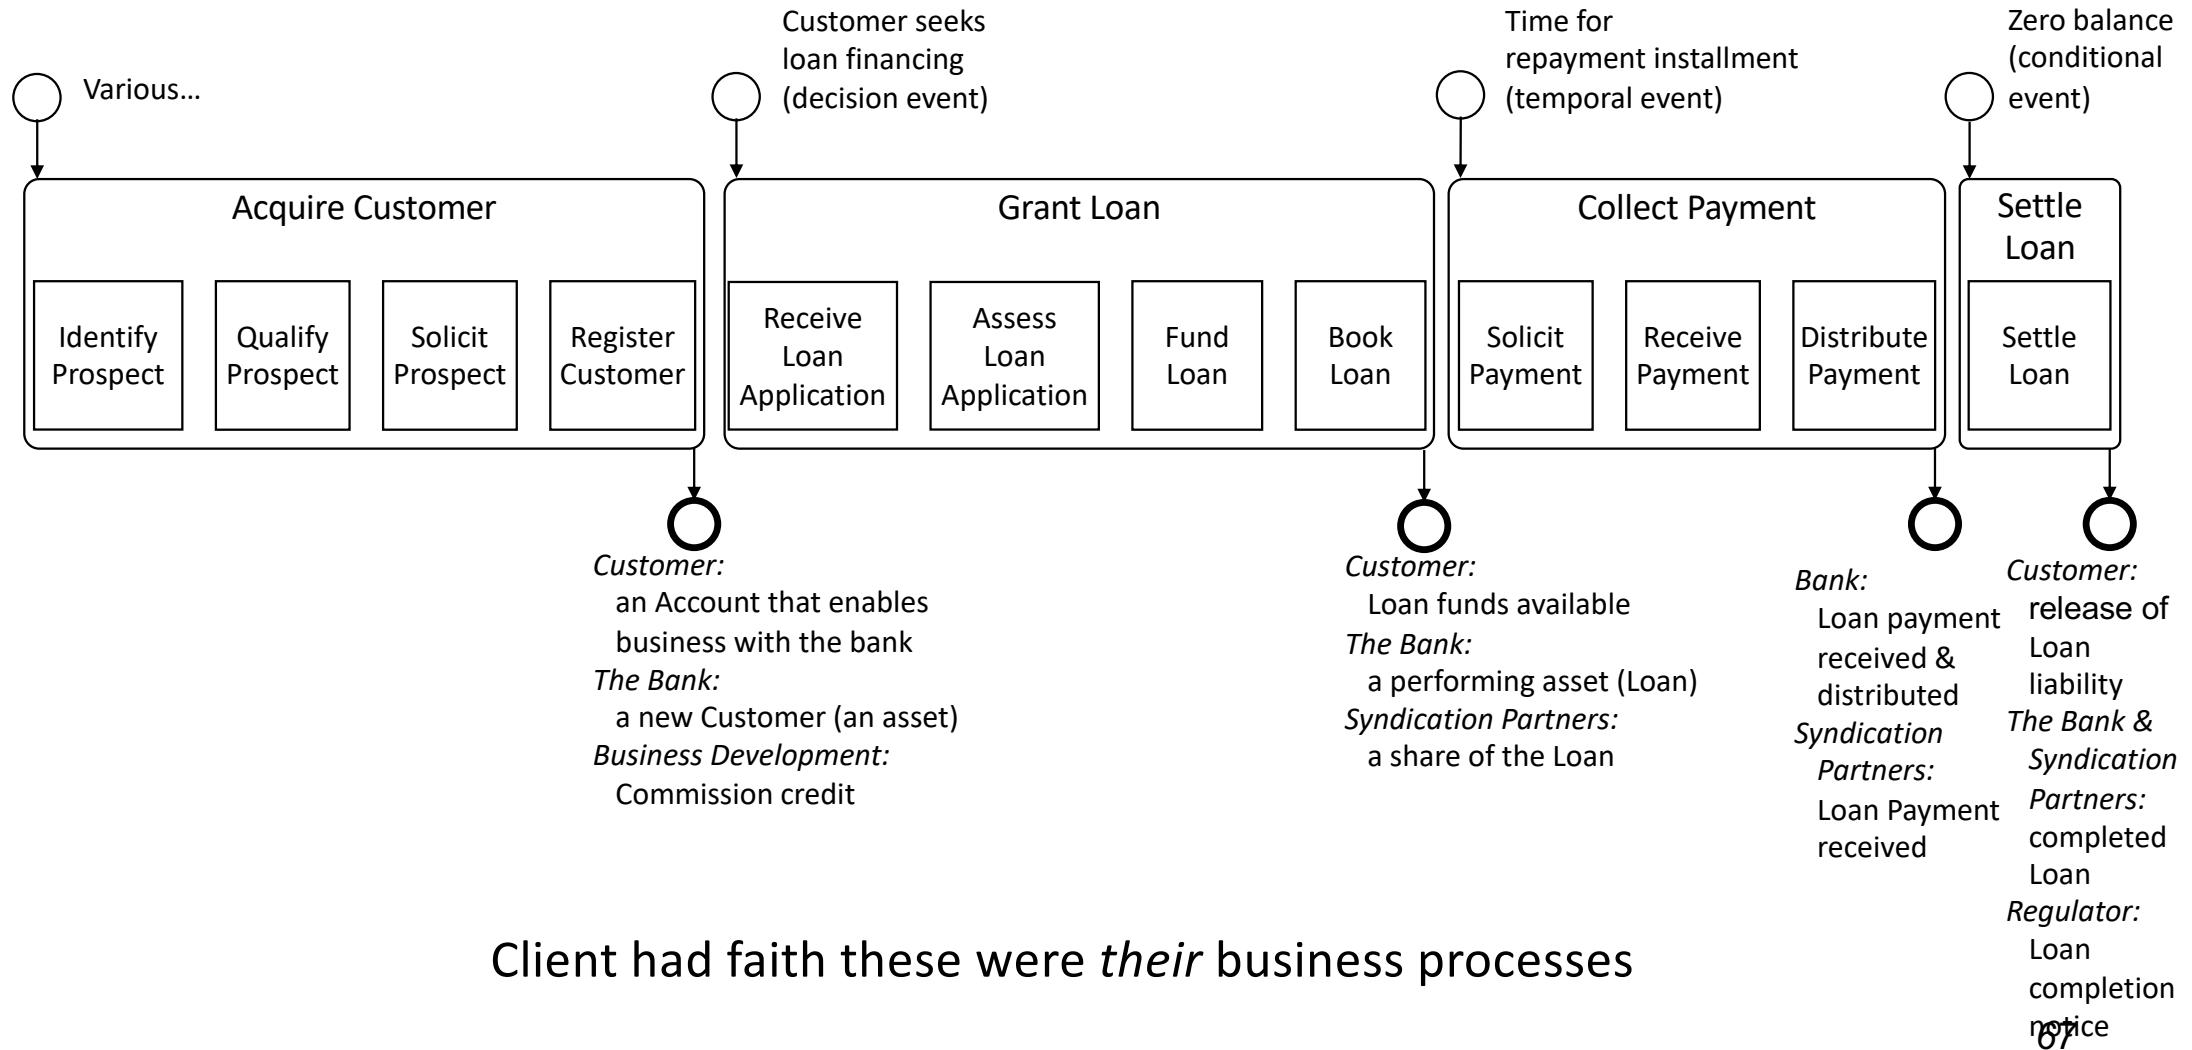 Various...
Customer seeks
loan financing
(decision event)
Time for
repayment installment
(temporal event)
Zero balance
(conditional
event)
Acquire Customer
Identify
Prospect
Qualify
Prospect
Solicit
Prospect
Register
Customer
Grant Loan
Receive
Loan
Application
Assess
Loan
Application
Fund
Loan
Book
Loan
Collect Payment
Solicit
Payment
Receive
Payment
Distribute
Payment
Settle
Loan
Settle
Loan
Customer:
an Account that enables
business with the bank
The Bank:
a new Customer (an asset)
Business Development:
Commission credit
Customer:
Loan funds available
The Bank:
a performing asset (Loan)
Syndication Partners:
a share of the Loan
Bank:
Loan payment
received &
distributed
Syndication
Partners:
Loan Payment
received
Customer:
release of
Loan
liability
The Bank &
Syndication
Partners:
completed
Loan
Regulator:
Loan
completion
notice
Client had faith these were their business processes
67